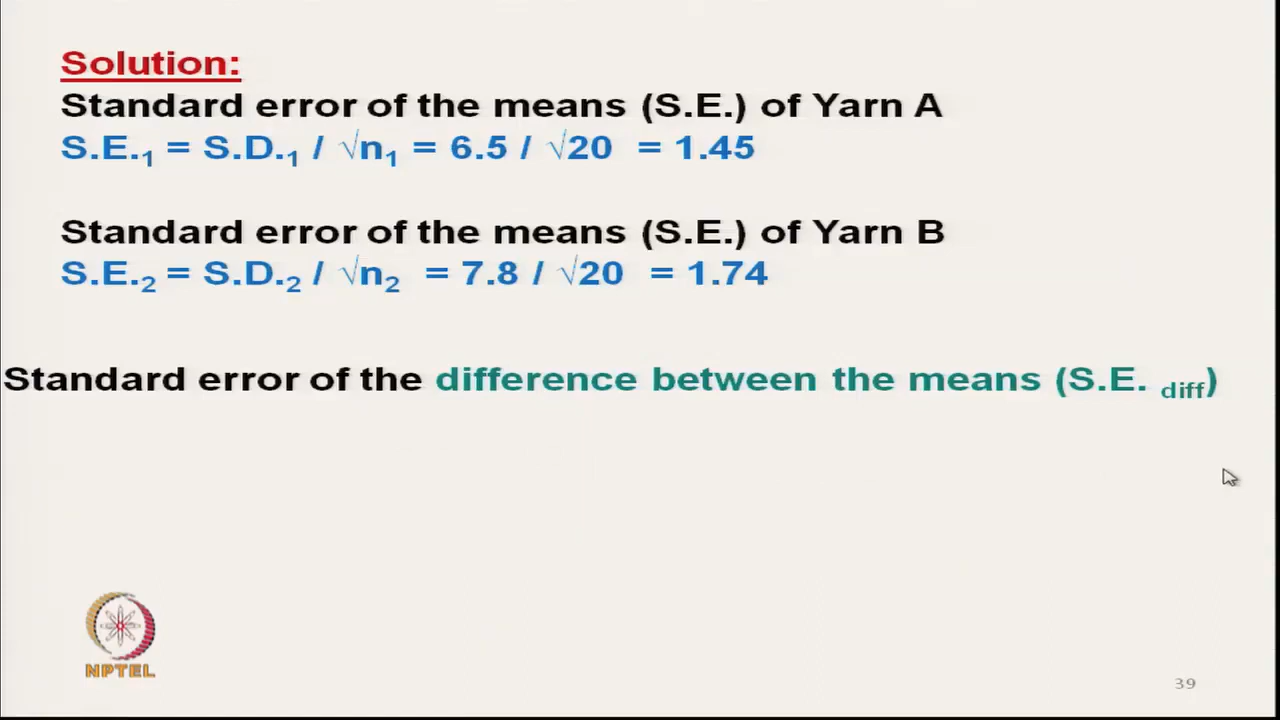 Solution:
Standard error of the means (S.E.) of Yarn A
S.E.₁ = S.D.₁ / √n₁ = 6.5 / √20 = 1.45
Standard error of the means (S.E.) of Yarn B
S.E.₂ = S.D.₂ / √n₂ = 7.8 / √20 = 1.74
Standard error of the difference between the means (S.E. diff)
NPTEL
39